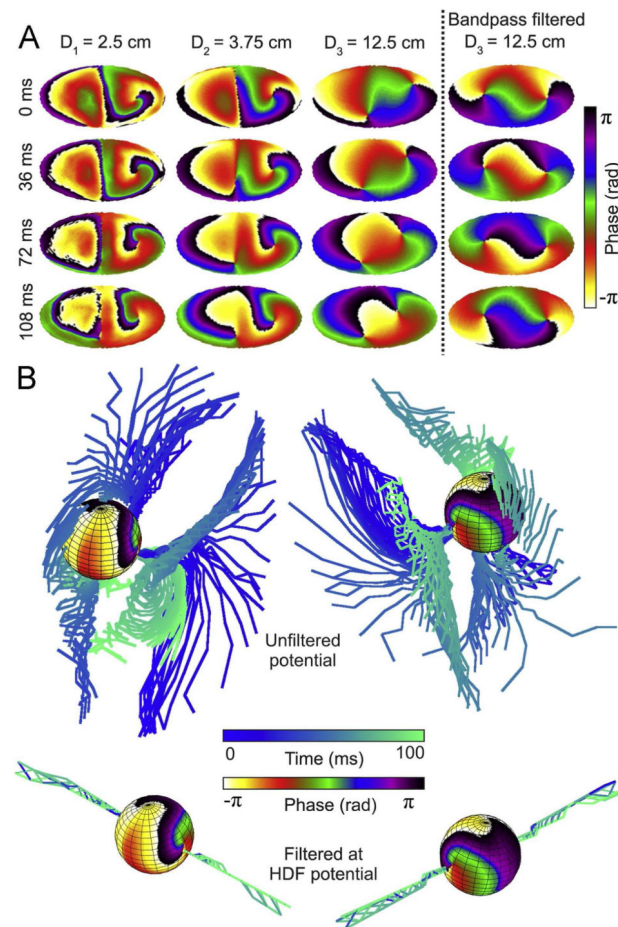 Bandpass filtered
A
D1 = 2.5 cm
D2 = 3.75 cm
D3 = 12.5 cm
D3 = 12.5 cm
0 ms
36 ms
72 ms
108 ms
π
Phase (rad)
-π
B
Unfiltered
potential
0
100
Time (ms)
-π
π
Phase (rad)
Filtered at
HDF potential